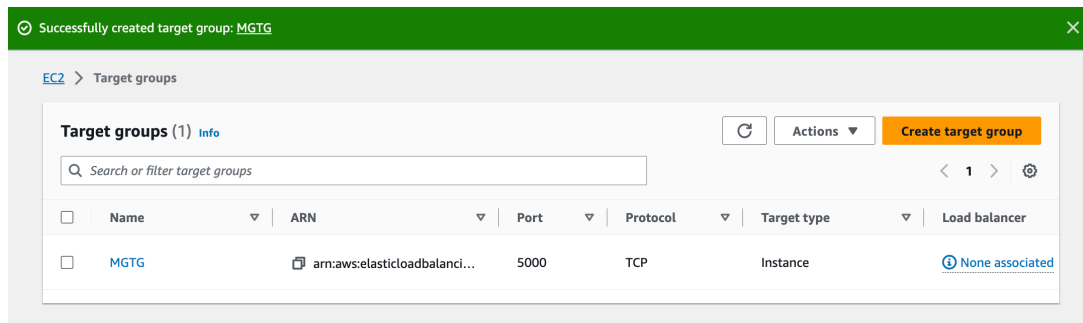 Successfully created target group: MGTG
EC2 Target groups
Target groups (1) Info
Actions
Create target group
Search or filter target groups
1
Name ARN Port Protocol Target type Load balancer
MGTG arn:aws:elasticloadbalanci... 5000 TCP Instance None associated